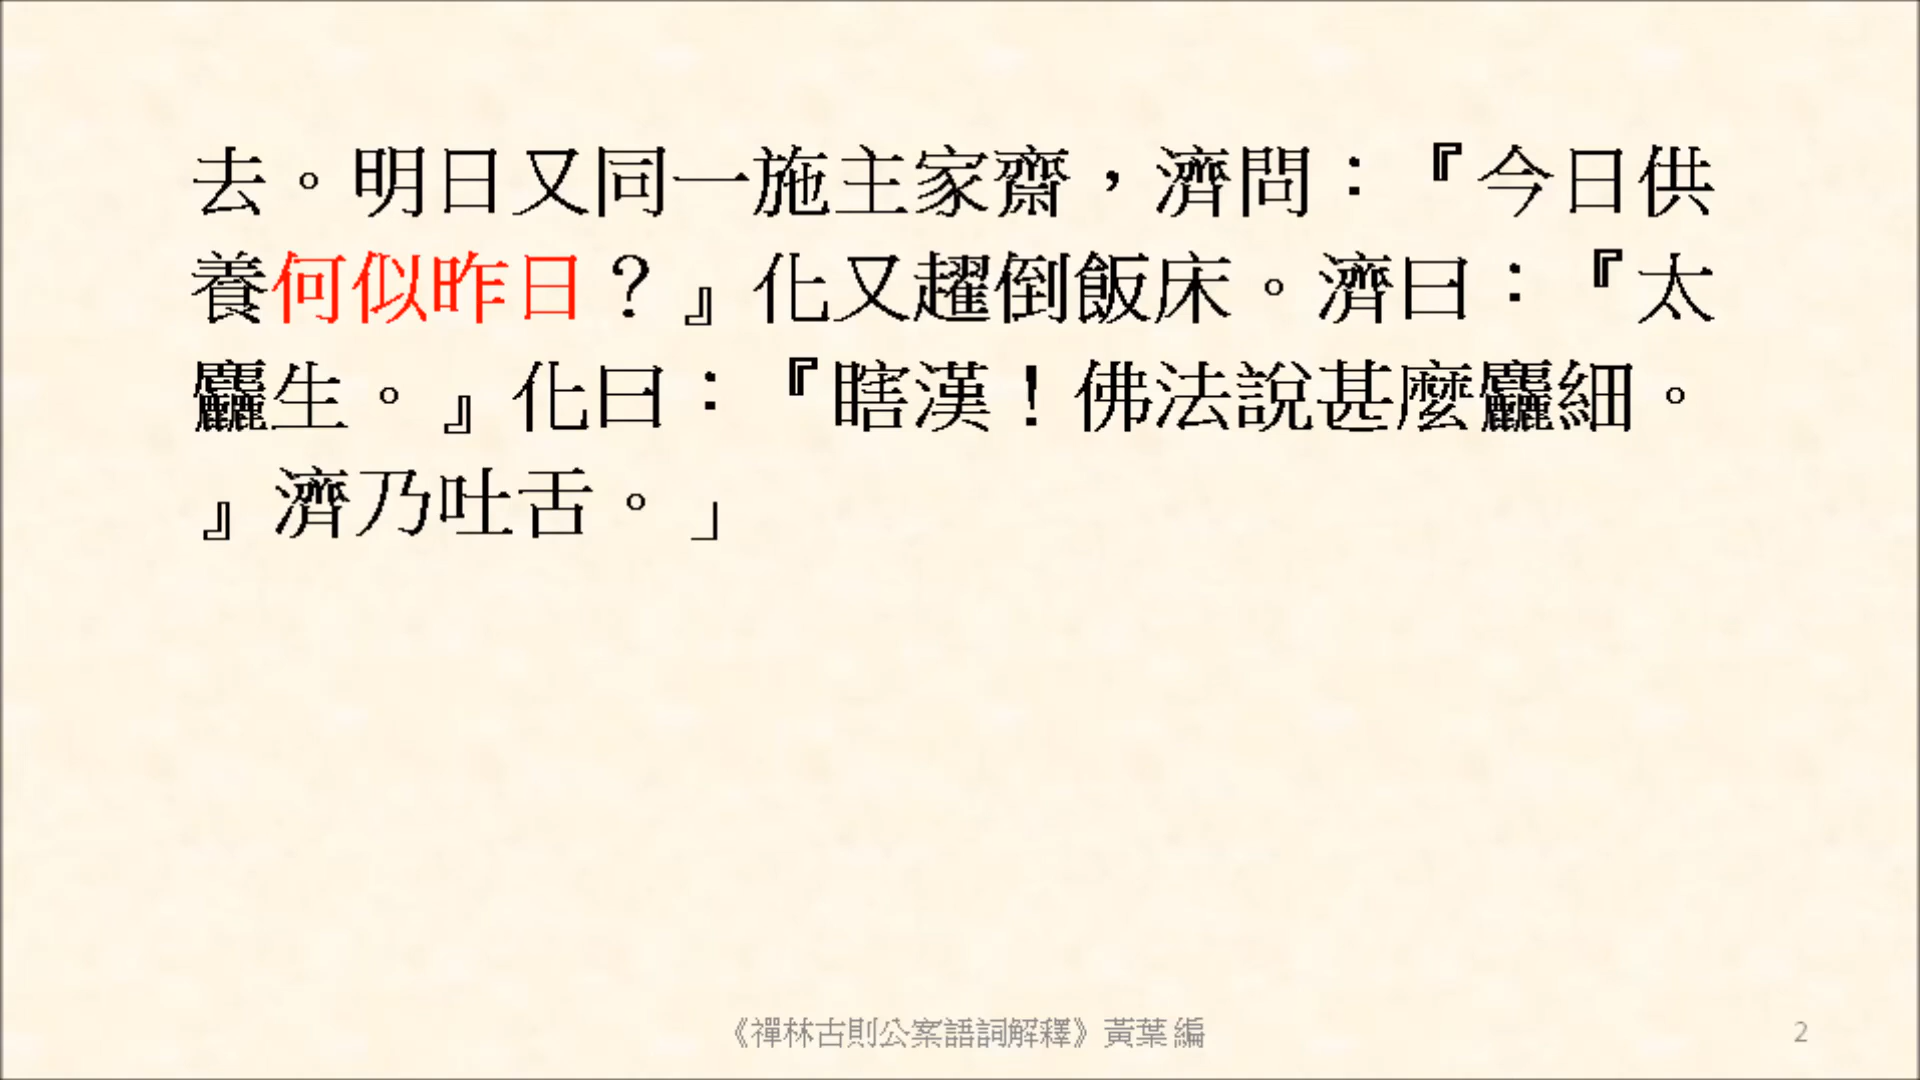 去。明日又同一施主家齋，濟問：『今日供
養何似昨日？』化又趯倒飯床。濟曰：『太
麤生。』化曰：『瞎漢！佛法說甚麼麤細。
』濟乃吐舌。」
《禪林古則公案語詞解釋》黃葉 編
2